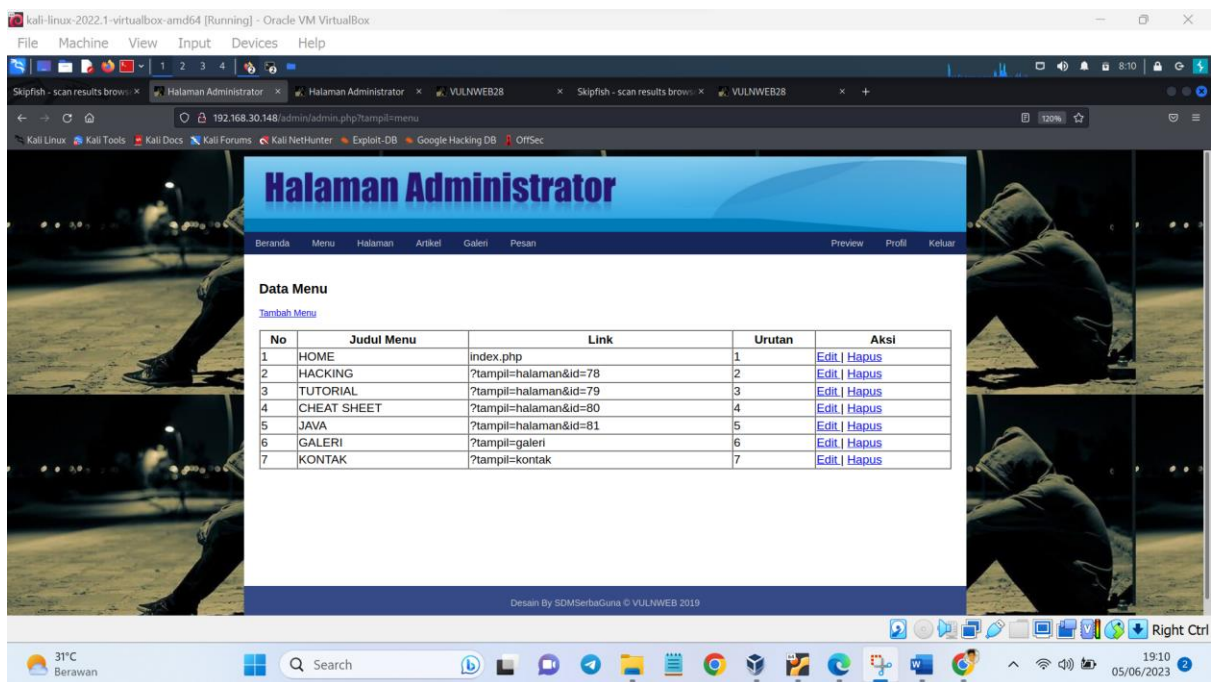 kali-linux-2022.1-virtualbox-amd64 [Running] - Oracle VM VirtualBox
File Machine View Input Devices Help
1 2 3 4 8:10
Skipfish - scan results brows Halaman Administrator Halaman Administrator VULNWEB28 Skipfish - scan results brows VULNWEB28
192.168.30.148/admin/admin.php?tampil=menu 120%
Kali Linux Kali Tools Kali Docs Kali Forums Kali NetHunter Exploit-DB Google Hacking DB OffSec
Halaman Administrator
Beranda Menu Halaman Artikel Galeri Pesan Preview Profil Keluar
Data Menu
Tambah Menu
No Judul Menu Link Urutan Aksi
1 HOME index.php 1 Edit | Hapus
2 HACKING ?tampil=halaman&id=78 2 Edit | Hapus
3 TUTORIAL ?tampil=halaman&id=79 3 Edit | Hapus
4 CHEAT SHEET ?tampil=halaman&id=80 4 Edit | Hapus
5 JAVA ?tampil=halaman&id=81 5 Edit | Hapus
6 GALERI ?tampil=galeri 6 Edit | Hapus
7 KONTAK ?tampil=kontak 7 Edit | Hapus
Desain By SDMSerbaGuna © VULNWEB 2019
Right Ctrl
31°C
Berawan
Search
19:10
05/06/2023
2